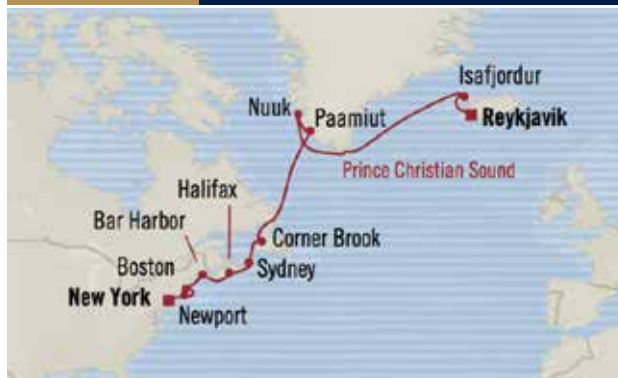 Isafjordur
Nuuk
Paamiut
Reykjavik
Prince Christian Sound
Halifax
Bar Harbor
Corner Brook
Boston
Sydney
New York
Newport